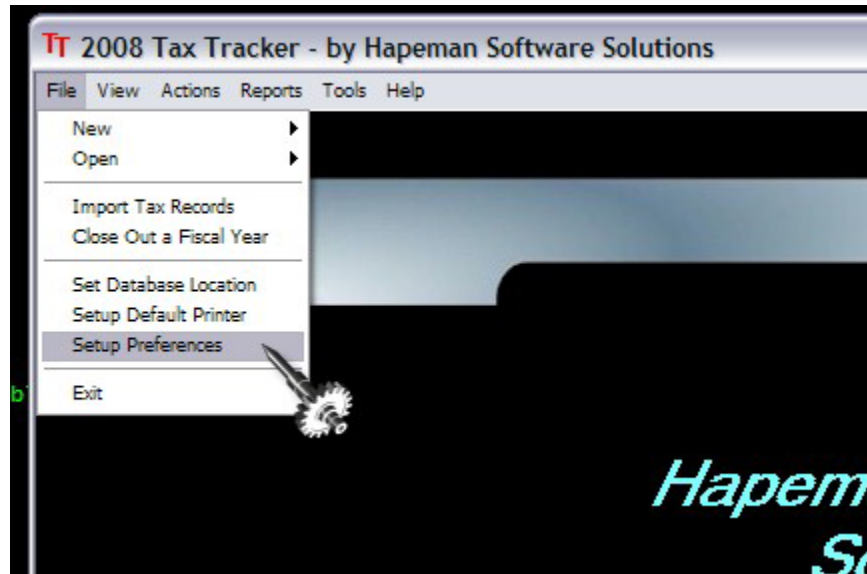 TT 2008 Tax Tracker - by Hapeman Software Solutions
File View Actions Reports Tools Help
New
Open
Import Tax Records
Close Out a Fiscal Year
Set Database Location
Setup Default Printer
Setup Preferences
Exit
b
Hapem
So